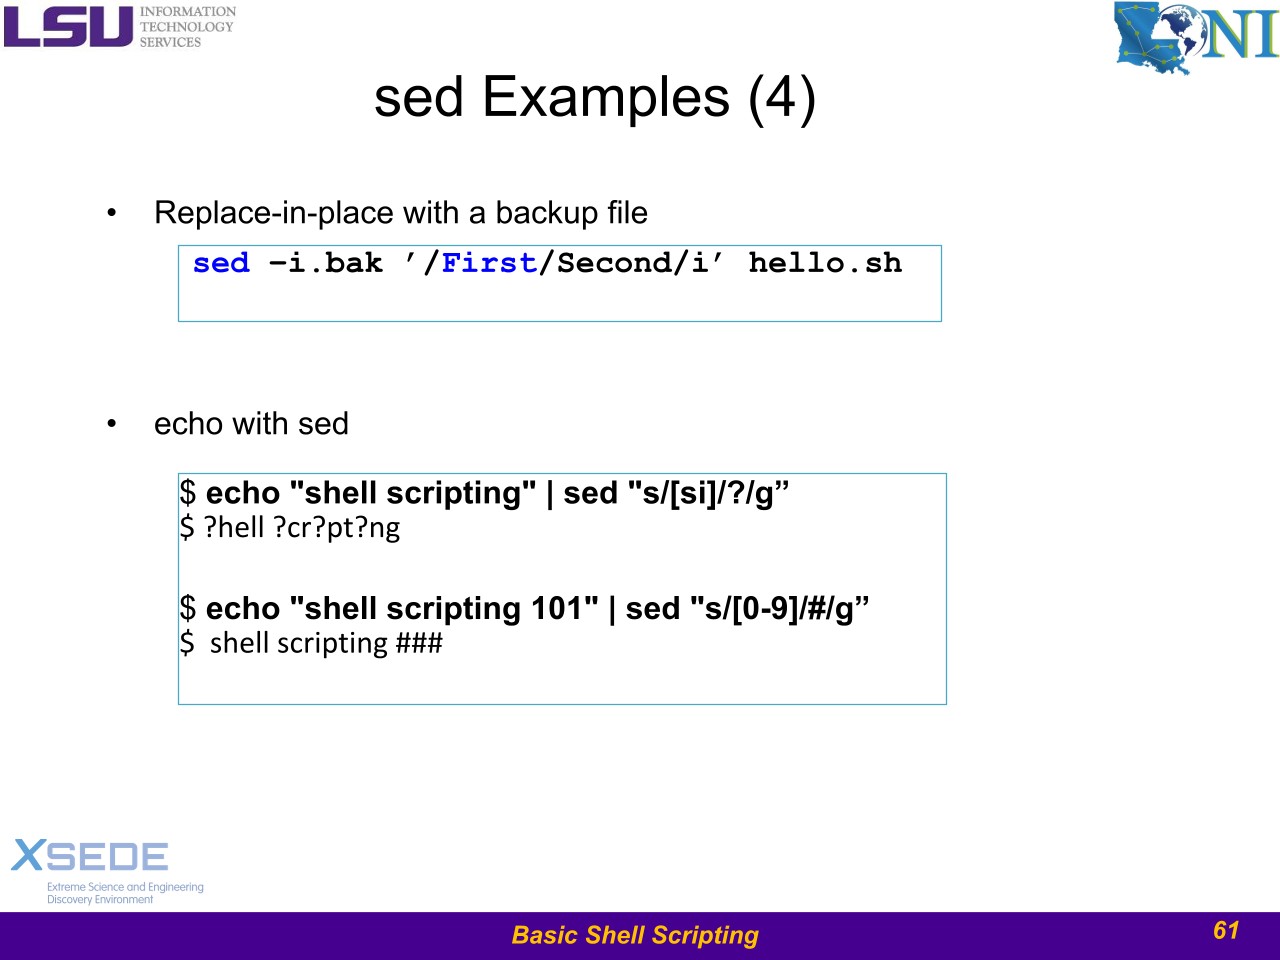 LSU INFORMATION
TECHNOLOGY
SERVICES
LONI
sed Examples (4)
• Replace-in-place with a backup file
sed –i.bak ’/First/Second/i’ hello.sh
• echo with sed
$ echo "shell scripting" | sed "s/[si]/?/g”
$ ?hell ?cr?pt?ng
$ echo "shell scripting 101" | sed "s/[0-9]/#/g”
$ shell scripting ###
XSEDE
Extreme Science and Engineering
Discovery Environment
Basic Shell Scripting
61